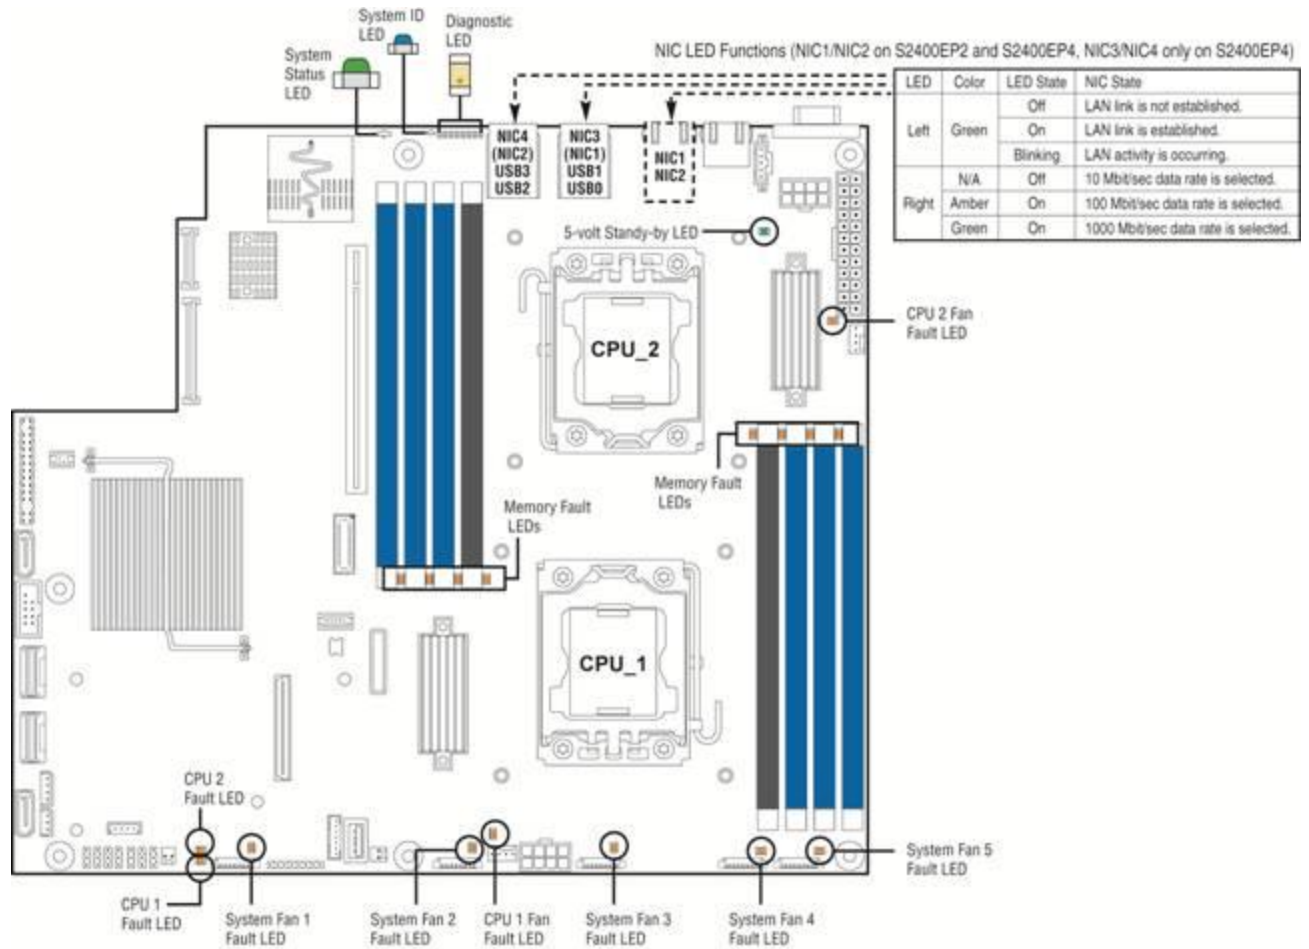 System ID
LED
Diagnostic
LED
System
Status
LED
NIC LED Functions (NIC1/NIC2 on S2400EP2 and S2400EP4, NIC3/NIC4 only on S2400EP4)
LED Color LED State NIC State
Left Green Off LAN link is not established.
On LAN link is established.
Blinking LAN activity is occurring.
Right N/A Off 10 Mbit/sec data rate is selected.
Amber On 100 Mbit/sec data rate is selected.
Green On 1000 Mbit/sec data rate is selected.
NIC4
(NIC2)
USB3
USB2
NIC3
(NIC1)
USB1
USB0
NIC1
NIC2
5-volt Standy-by LED
CPU 2 Fan
Fault LED
CPU_2
Memory Fault
LEDs
Memory Fault
LEDs
CPU_1
CPU 2
Fault LED
CPU 1
Fault LED
System Fan 1
Fault LED
System Fan 2
Fault LED
CPU 1 Fan
Fault LED
System Fan 3
Fault LED
System Fan 4
Fault LED
System Fan 5
Fault LED